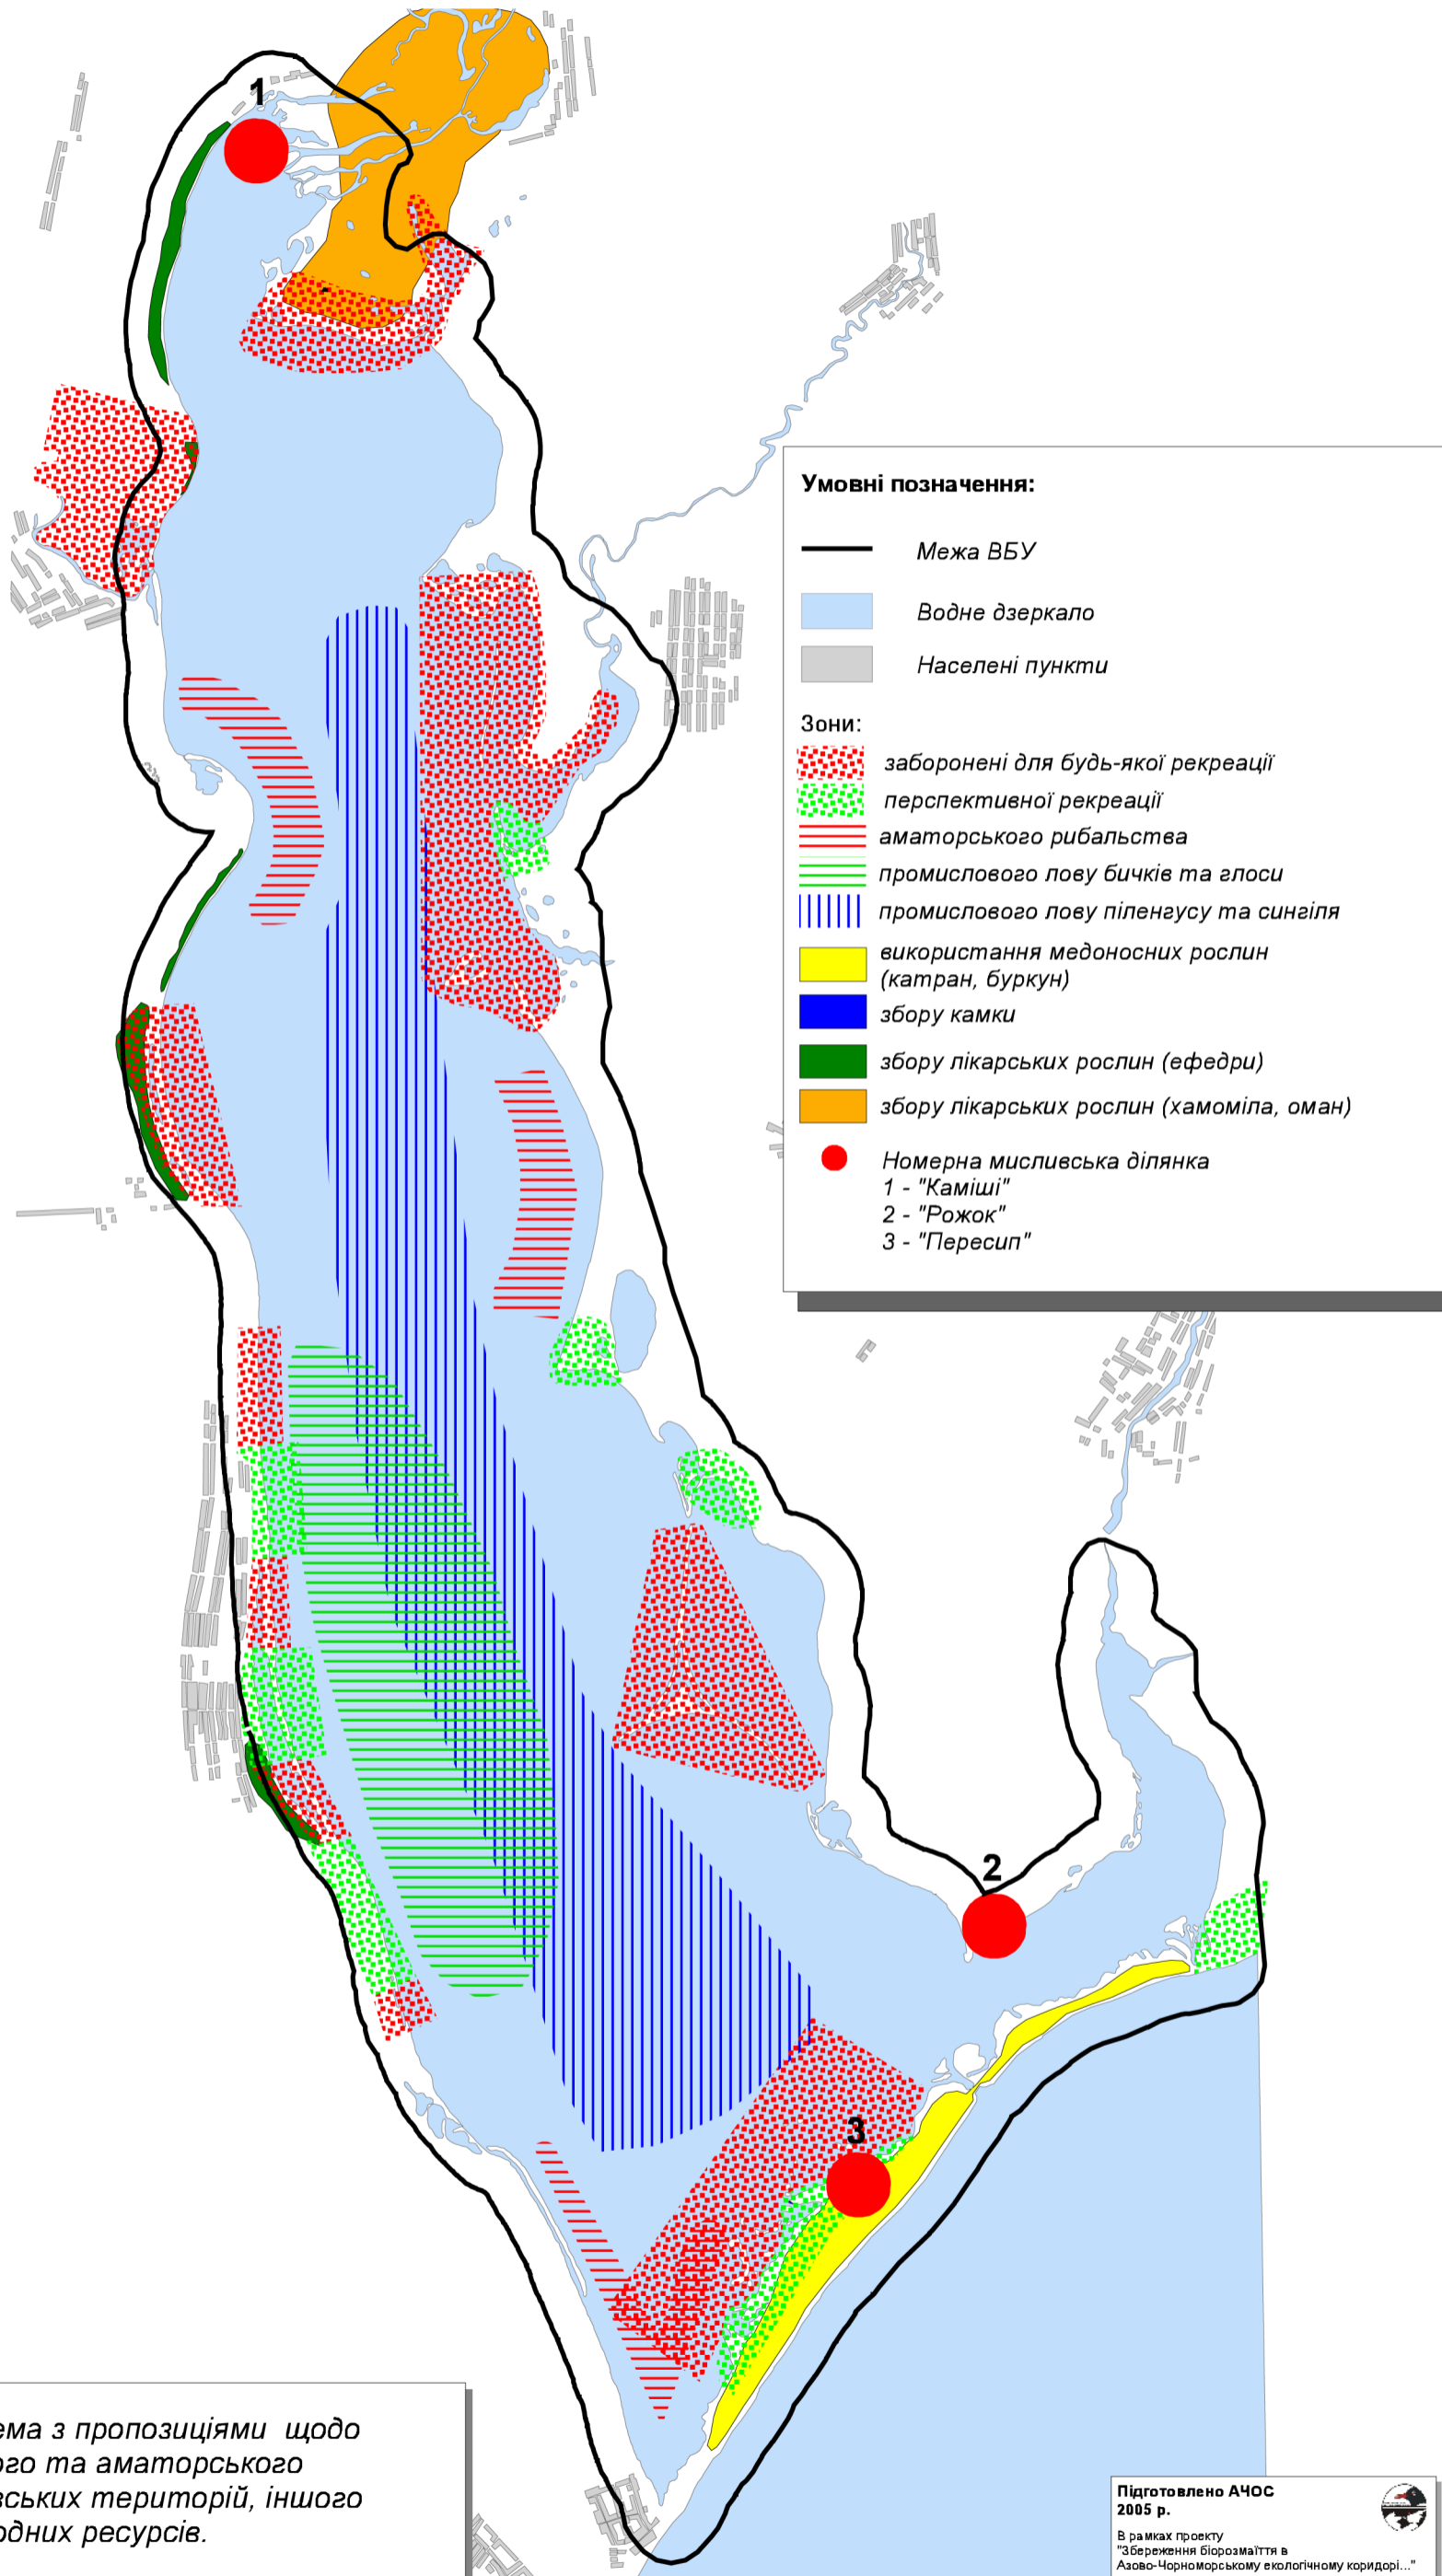 1
Умовні позначення:
Межа ВБУ
Водне дзеркало
Населені пункти
Зони:
заборонені для будь-якої рекреації
перспективної рекреації
аматорського рибальства
промислового лову бичків та глоси
промислового лову піленгусу та сингіля
використання медоносних рослин
(катран, буркун)
збору камки
збору лікарських рослин (ефедри)
збору лікарських рослин (хамоміла, оман)
Номерна мисливська ділянка
1 - "Каміші"
2 - "Рожок"
3 - "Пересип"
2
3
ема з пропозиціями щодо
ого та аматорського
вських територій, іншого
одних ресурсів.
Підготовлено АЧОС
2005 р.
В рамках проекту
"Збереження біорозмаїття в
Азово-Чорноморському екологічному коридорі..."